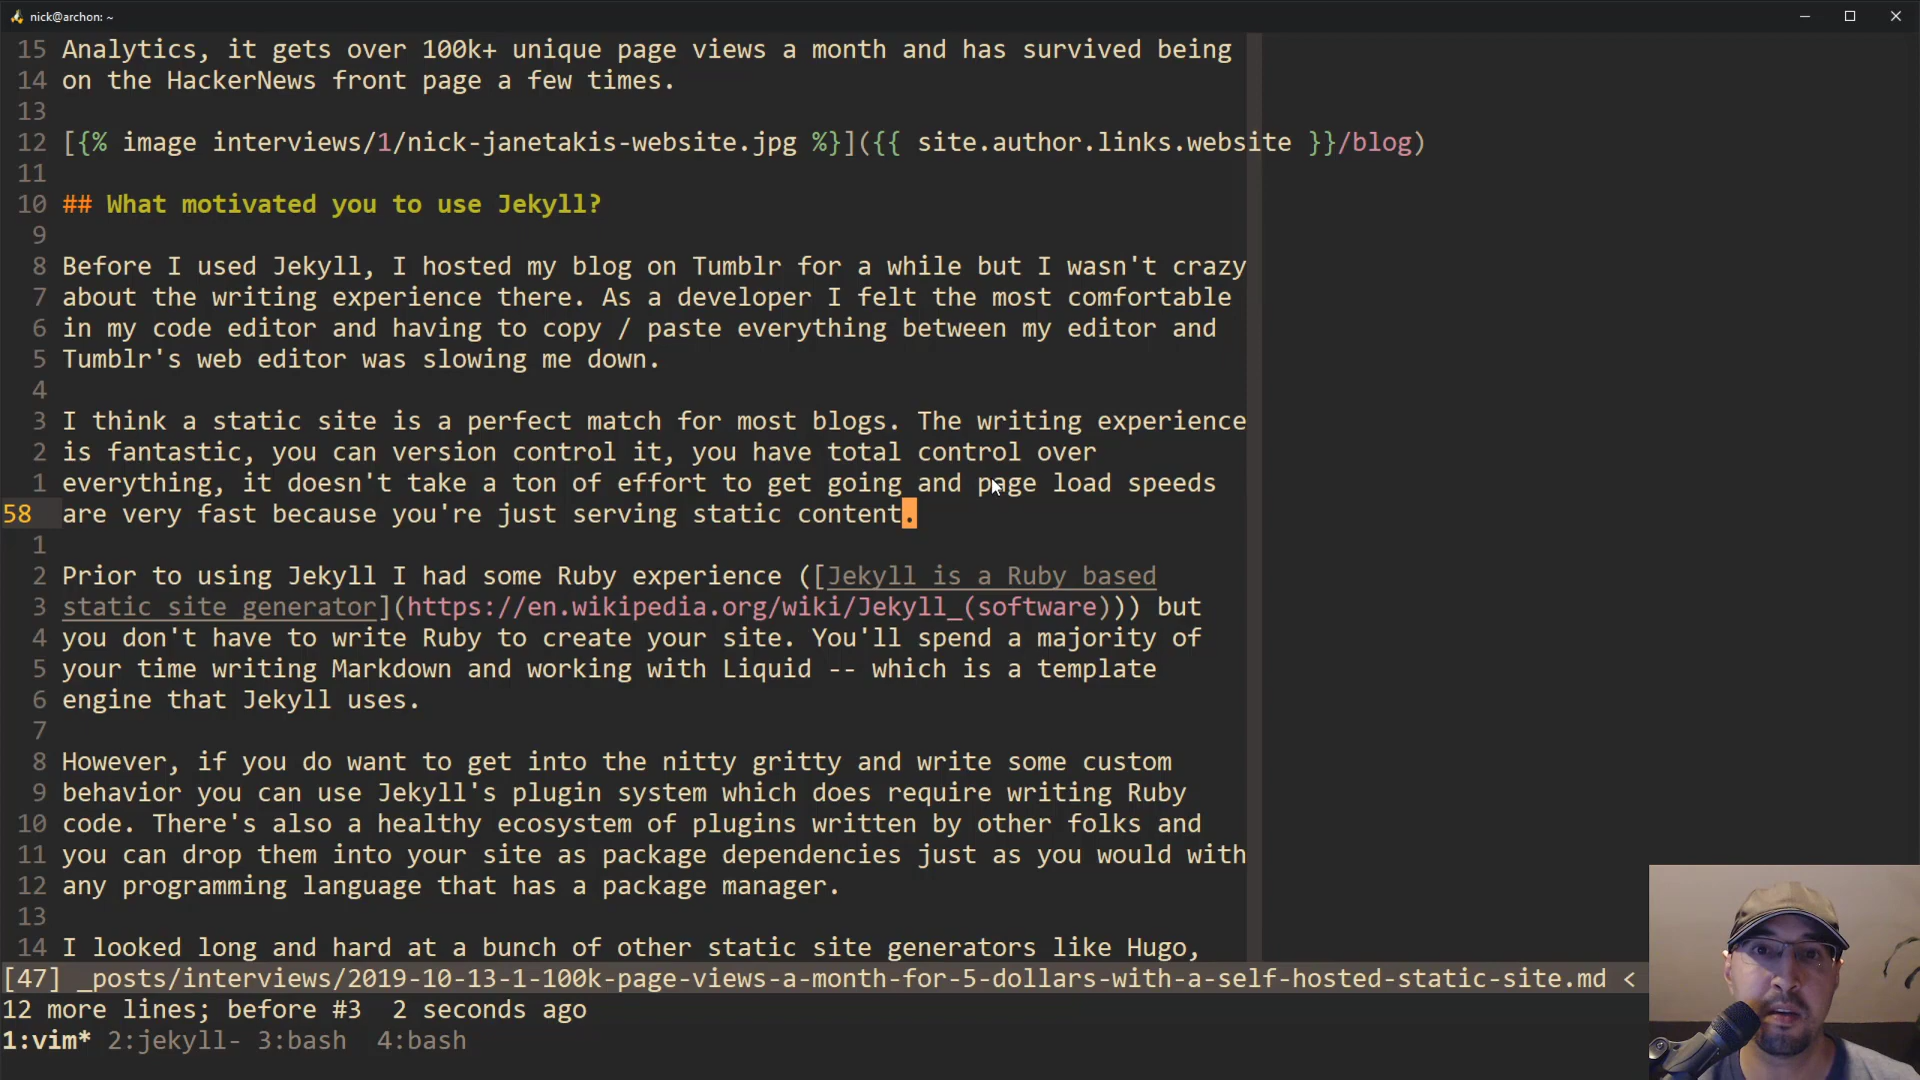 nick@archon: ~
15 Analytics, it gets over 100k+ unique page views a month and has survived being
14 on the HackerNews front page a few times.
13
12 [{% image interviews/1/nick-janetakis-website.jpg %}]({{ site.author.links.website }}/blog)
11
10 ## What motivated you to use Jekyll?
9
8 Before I used Jekyll, I hosted my blog on Tumblr for a while but I wasn't crazy
7 about the writing experience there. As a developer I felt the most comfortable
6 in my code editor and having to copy / paste everything between my editor and
5 Tumblr's web editor was slowing me down.
4
3 I think a static site is a perfect match for most blogs. The writing experience
2 is fantastic, you can version control it, you have total control over
1 everything, it doesn't take a ton of effort to get going and page load speeds
58 are very fast because you're just serving static content.
1
2 Prior to using Jekyll I had some Ruby experience ([Jekyll is a Ruby based
3 static site generator](https://en.wikipedia.org/wiki/Jekyll_(software))) but
4 you don't have to write Ruby to create your site. You'll spend a majority of
5 your time writing Markdown and working with Liquid -- which is a template
6 engine that Jekyll uses.
7
8 However, if you do want to get into the nitty gritty and write some custom
9 behavior you can use Jekyll's plugin system which does require writing Ruby
10 code. There's also a healthy ecosystem of plugins written by other folks and
11 you can drop them into your site as package dependencies just as you would with
12 any programming language that has a package manager.
13
14 I looked long and hard at a bunch of other static site generators like Hugo,
[47] _posts/interviews/2019-10-13-1-100k-page-views-a-month-for-5-dollars-with-a-self-hosted-static-site.md <
12 more lines; before #3  2 seconds ago
1:vim* 2:jekyll- 3:bash  4:bash